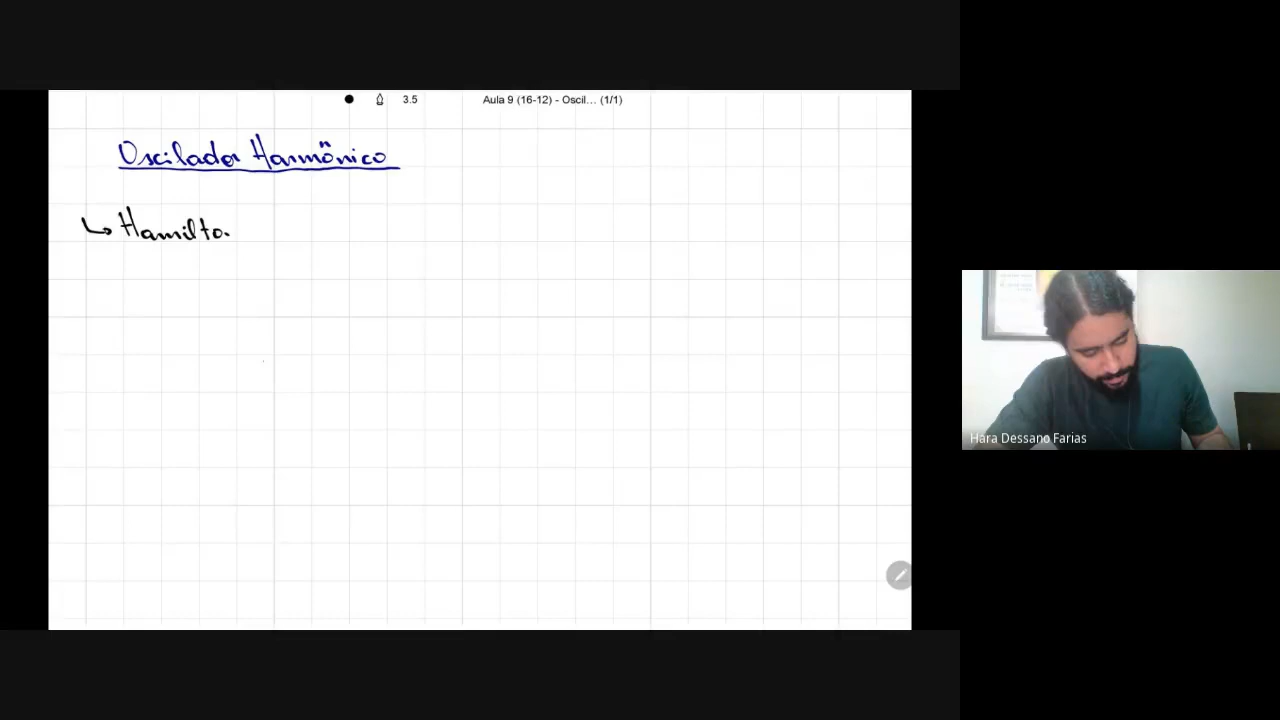 3.5 Aula 9 (16-12) - Oscil... (1/1)
Oscilador Harmônico
↳ Hamilto.
Hara Dessano Farias